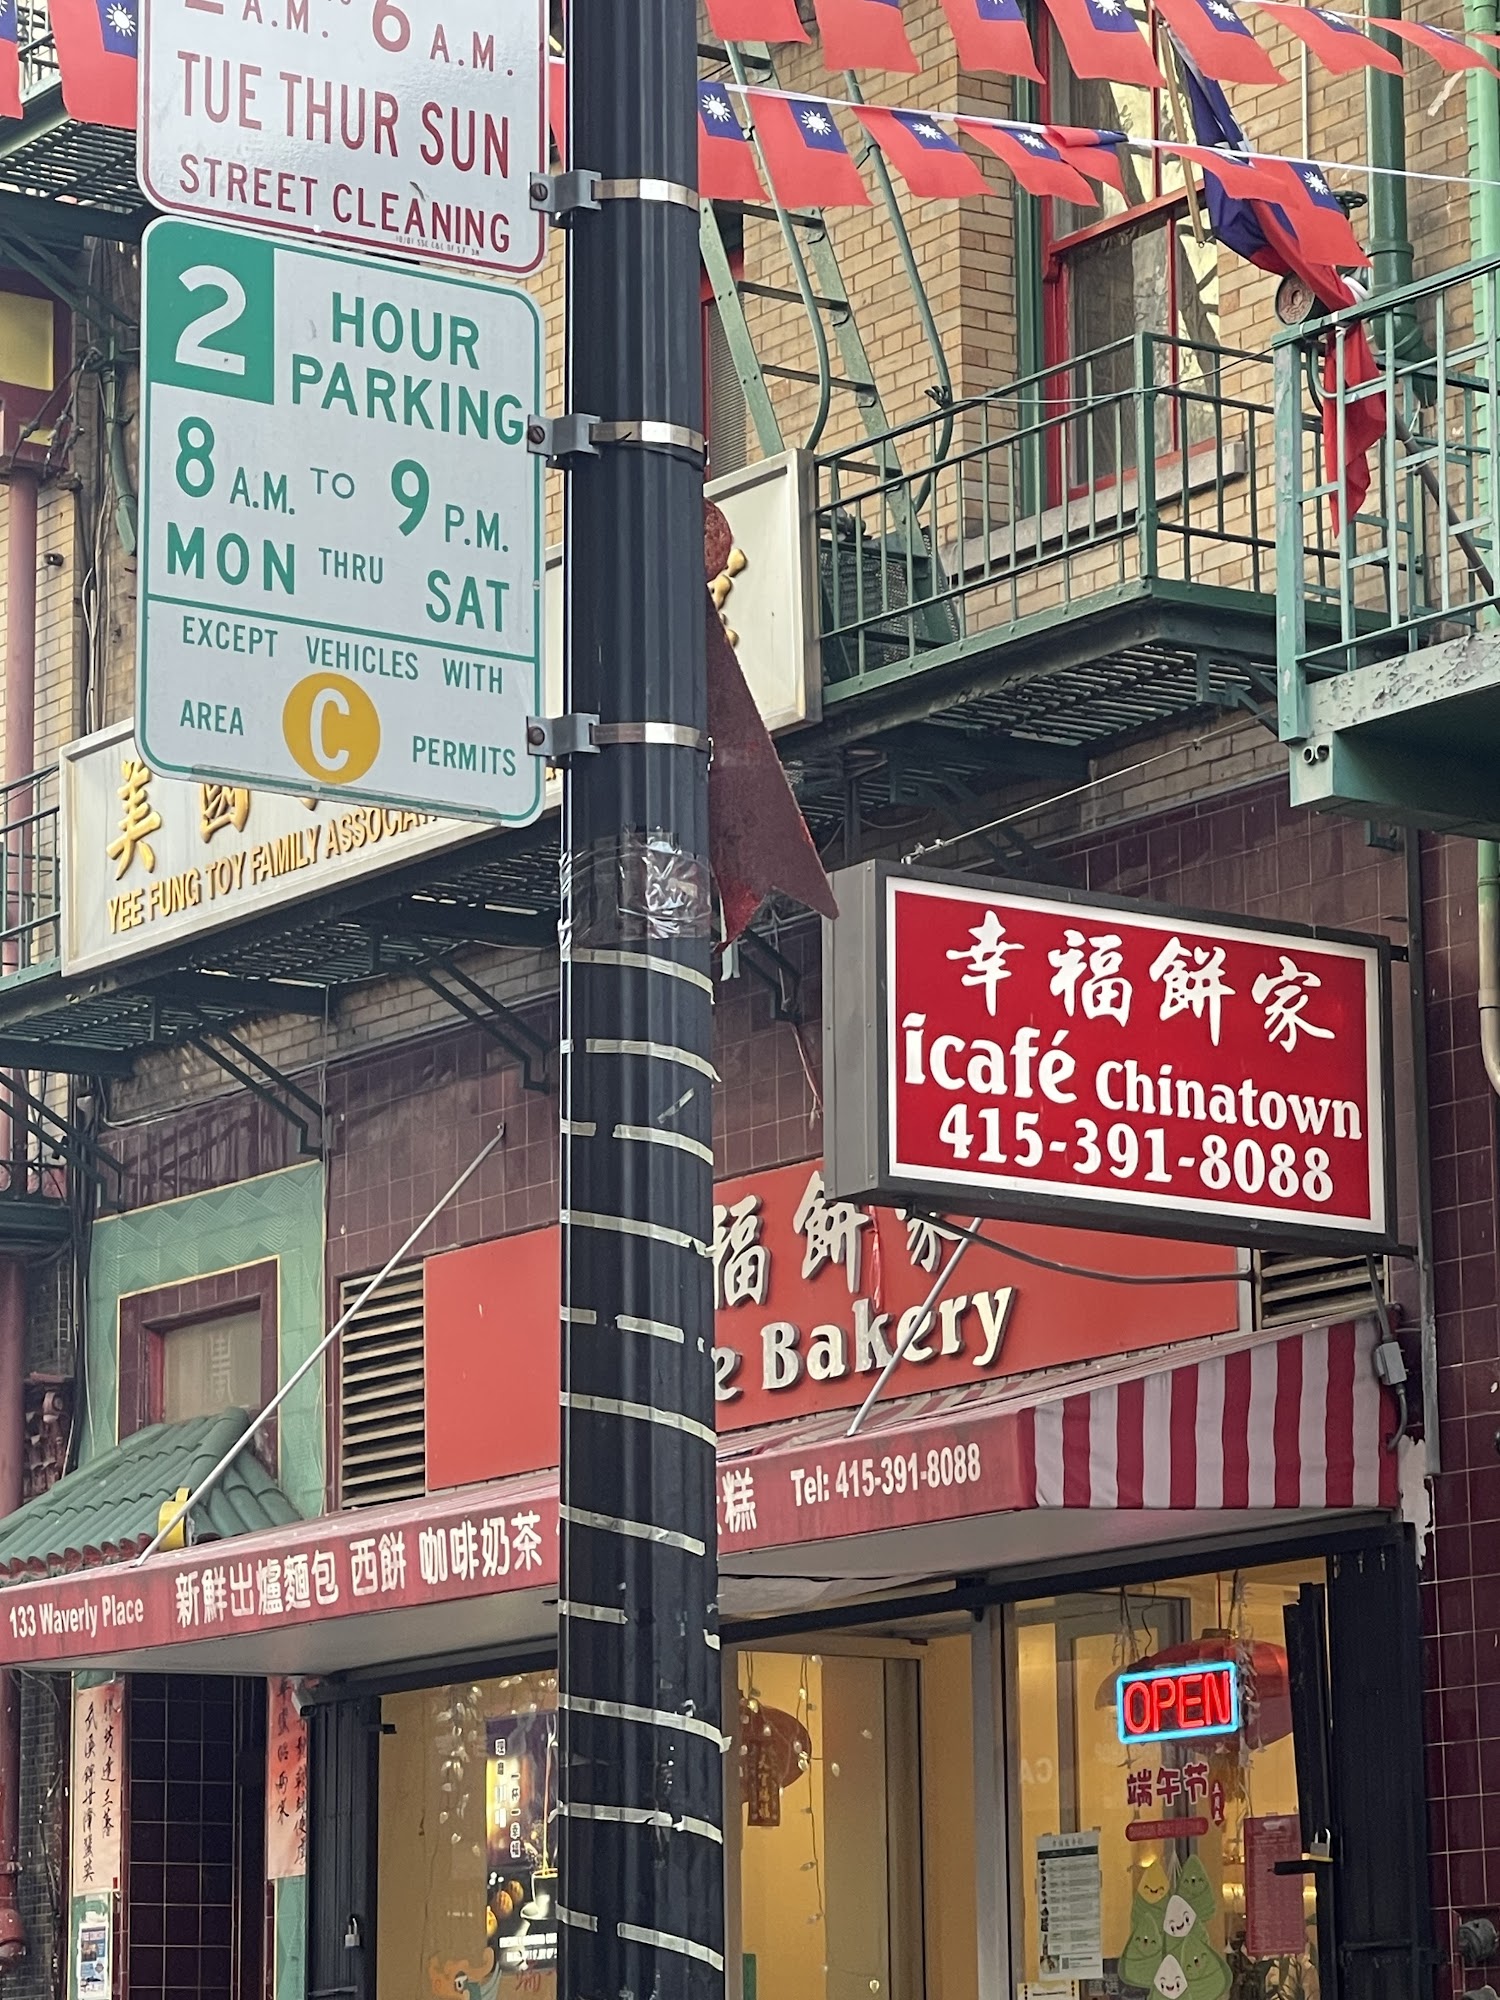 6 A.M.
TUE THUR SUN
STREET CLEANING
2 HOUR
PARKING
8 A.M. TO 9 P.M.
MON THRU SAT
EXCEPT VEHICLES WITH
AREA C PERMITS
美國
YEE FUNG TOY FAMILY
幸福餅家
icafé Chinatown
415-391-8088
福餅家
Bakery
133 Waverly Place 新鮮出爐麵包 西餅 咖啡奶茶 糕 Tel: 415-391-8088
OPEN
端午节